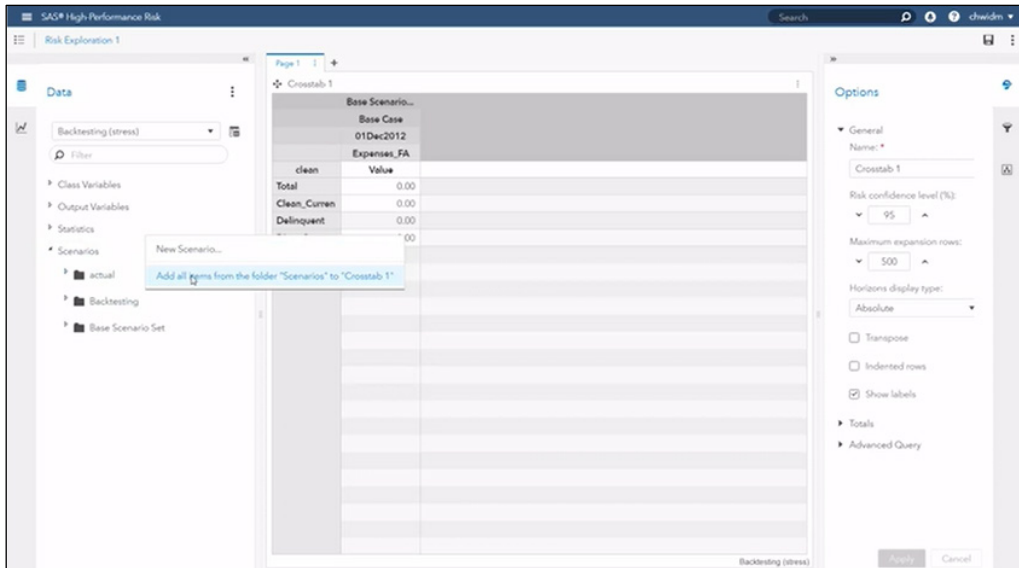 SAS® High-Performance Risk
Search
chwidm
Risk Exploration 1
Page 1
Crosstab 1
Data
Backtesting (stress)
Filter
Class Variables
Output Variables
Statistics
Scenarios
actual
Backtesting
Base Scenario Set
New Scenario...
Add all items from the folder "Scenarios" to "Crosstab 1"
Base Scenario...
Base Case
01Dec2012
Expenses_FA
clean Value
Total 0.00
Clean_Curren 0.00
Delinquent 0.00
.00
Backtesting (stress)
Options
General
Name: *
Crosstab 1
Risk confidence level (%):
95
Maximum expansion rows:
500
Horizons display type:
Absolute
Transpose
Indented rows
Show labels
Totals
Advanced Query
Apply Cancel